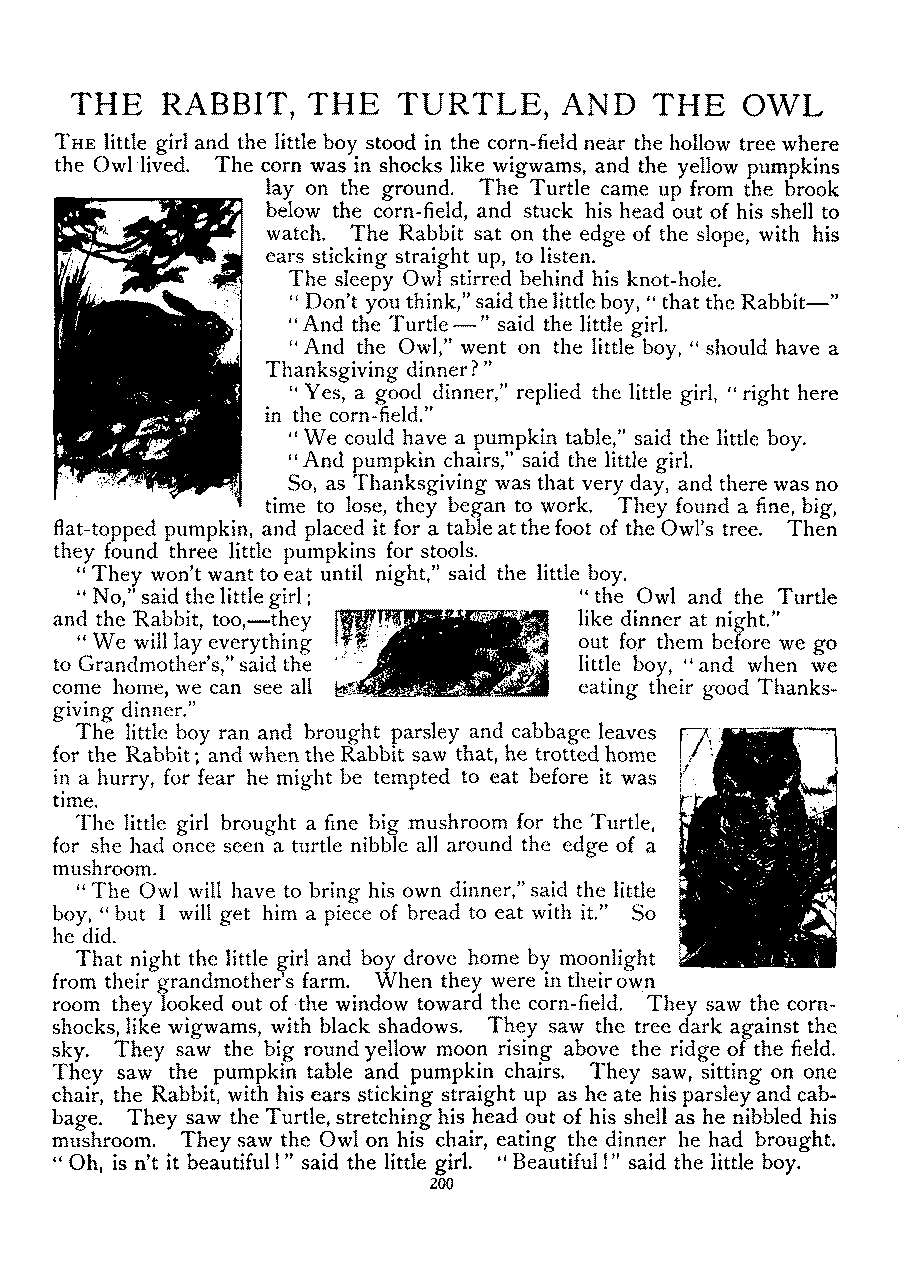 THE RABBIT, THE TURTLE, AND THE OWL
THE little girl and the little boy stood in the corn-field near the hollow tree where
the Owl lived. The corn was in shocks like wigwams, and the yellow pumpkins
lay on the ground. The Turtle came up from the brook
below the corn-field, and stuck his head out of his shell to
watch. The Rabbit sat on the edge of the slope, with his
ears sticking straight up, to listen.
The sleepy Owl stirred behind his knot-hole.
" Don't you think," said the little boy, " that the Rabbit—"
" And the Turtle — " said the little girl.
" And the Owl," went on the little boy, " should have a
Thanksgiving dinner ? "
" Yes, a good dinner," replied the little girl, " right here
in the corn-field."
" We could have a pumpkin table," said the little boy.
" And pumpkin chairs," said the little girl.
So, as Thanksgiving was that very day, and there was no
time to lose, they began to work. They found a fine, big,
flat-topped pumpkin, and placed it for a table at the foot of the Owl's tree. Then
they found three little pumpkins for stools.
" They won't want to eat until night," said the little boy.
" No," said the little girl ; " the Owl and the Turtle
and the Rabbit, too,—they like dinner at night."
" We will lay everything out for them before we go
to Grandmother's," said the little boy, " and when we
come home, we can see all eating their good Thanks-
giving dinner."
The little boy ran and brought parsley and cabbage leaves
for the Rabbit ; and when the Rabbit saw that, he trotted home
in a hurry, for fear he might be tempted to eat before it was
time.
The little girl brought a fine big mushroom for the Turtle,
for she had once seen a turtle nibble all around the edge of a
mushroom.
" The Owl will have to bring his own dinner," said the little
boy, " but I will get him a piece of bread to eat with it." So
he did.
That night the little girl and boy drove home by moonlight
from their grandmother's farm. When they were in their own
room they looked out of the window toward the corn-field. They saw the corn-
shocks, like wigwams, with black shadows. They saw the tree dark against the
sky. They saw the big round yellow moon rising above the ridge of the field.
They saw the pumpkin table and pumpkin chairs. They saw, sitting on one
chair, the Rabbit, with his ears sticking straight up as he ate his parsley and cab-
bage. They saw the Turtle, stretching his head out of his shell as he nibbled his
mushroom. They saw the Owl on his chair, eating the dinner he had brought.
" Oh, is n't it beautiful ! " said the little girl. " Beautiful !" said the little boy.
200